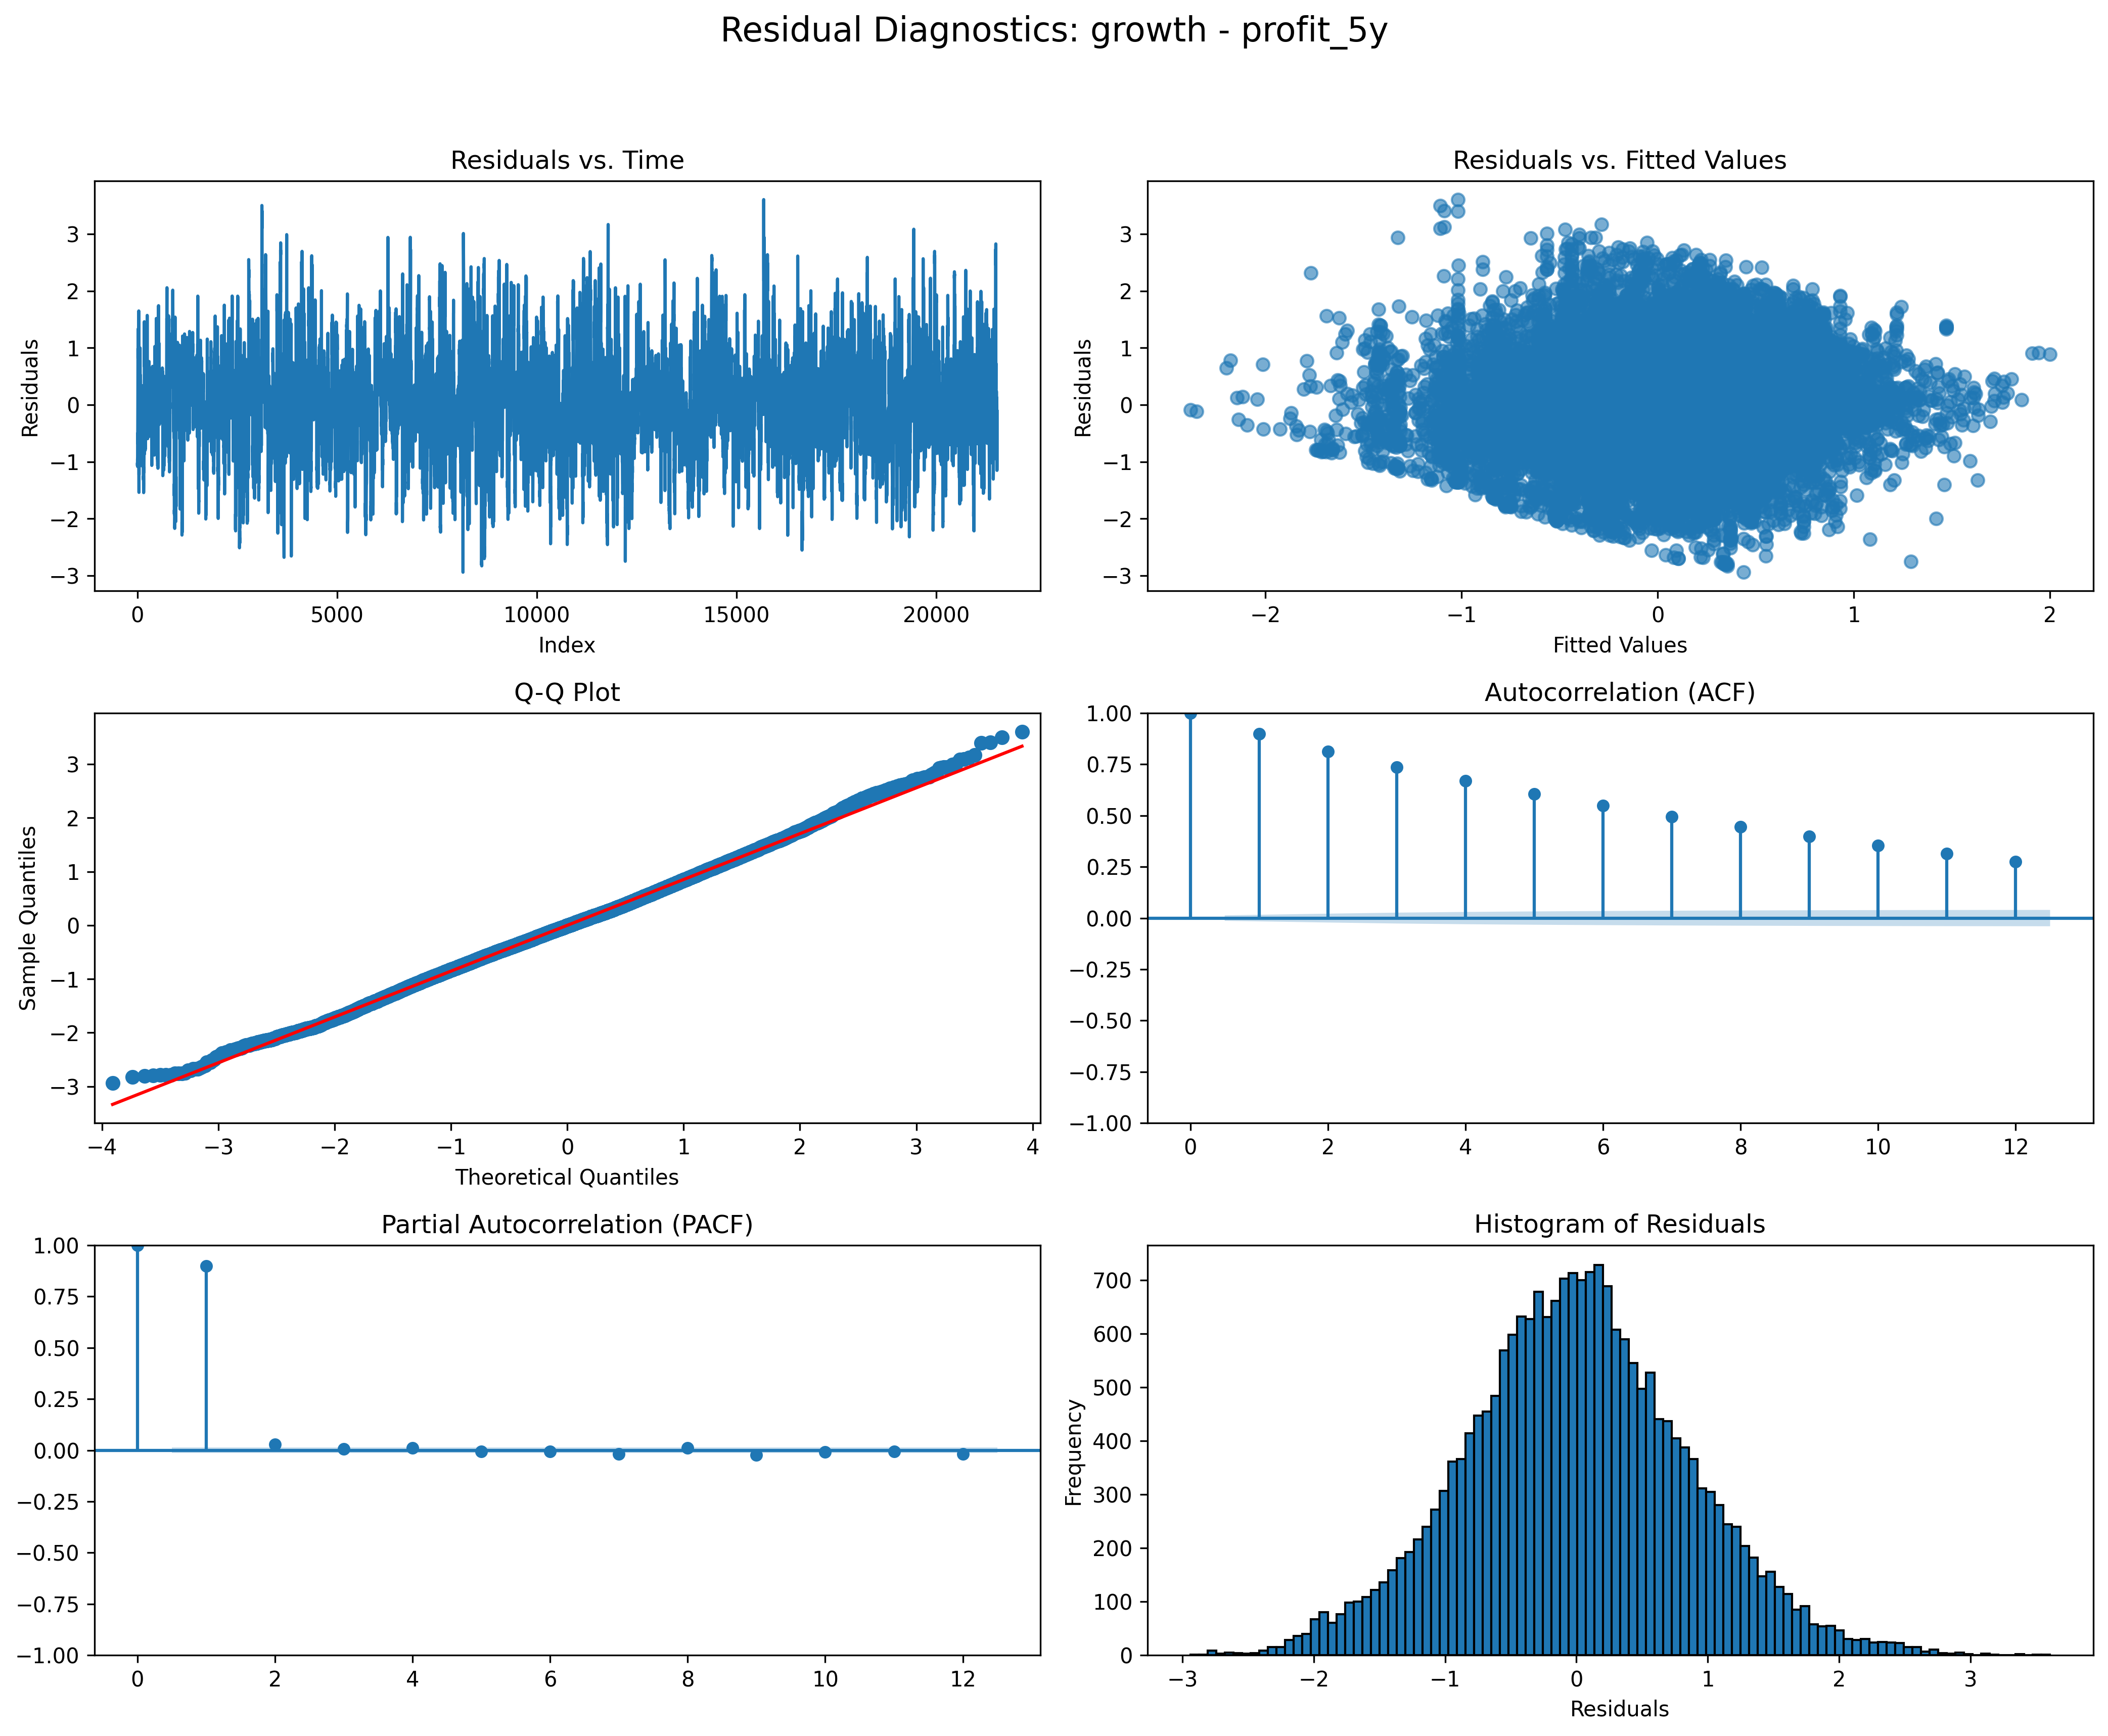 Residual Diagnostics: growth - profit_5y
Residuals vs. Time
Residuals
3
2
1
0
−1
−2
−3
0 5000 10000 15000 20000
Index
Residuals vs. Fitted Values
Residuals
3
2
1
0
−1
−2
−3
−2 −1 0 1 2
Fitted Values
Q-Q Plot
Sample Quantiles
3
2
1
0
−1
−2
−3
−4 −3 −2 −1 0 1 2 3 4
Theoretical Quantiles
Autocorrelation (ACF)
1.00
0.75
0.50
0.25
0.00
−0.25
−0.50
−0.75
−1.00
0 2 4 6 8 10 12
Partial Autocorrelation (PACF)
1.00
0.75
0.50
0.25
0.00
−0.25
−0.50
−0.75
−1.00
0 2 4 6 8 10 12
Histogram of Residuals
Frequency
700
600
500
400
300
200
100
0
−3 −2 −1 0 1 2 3
Residuals